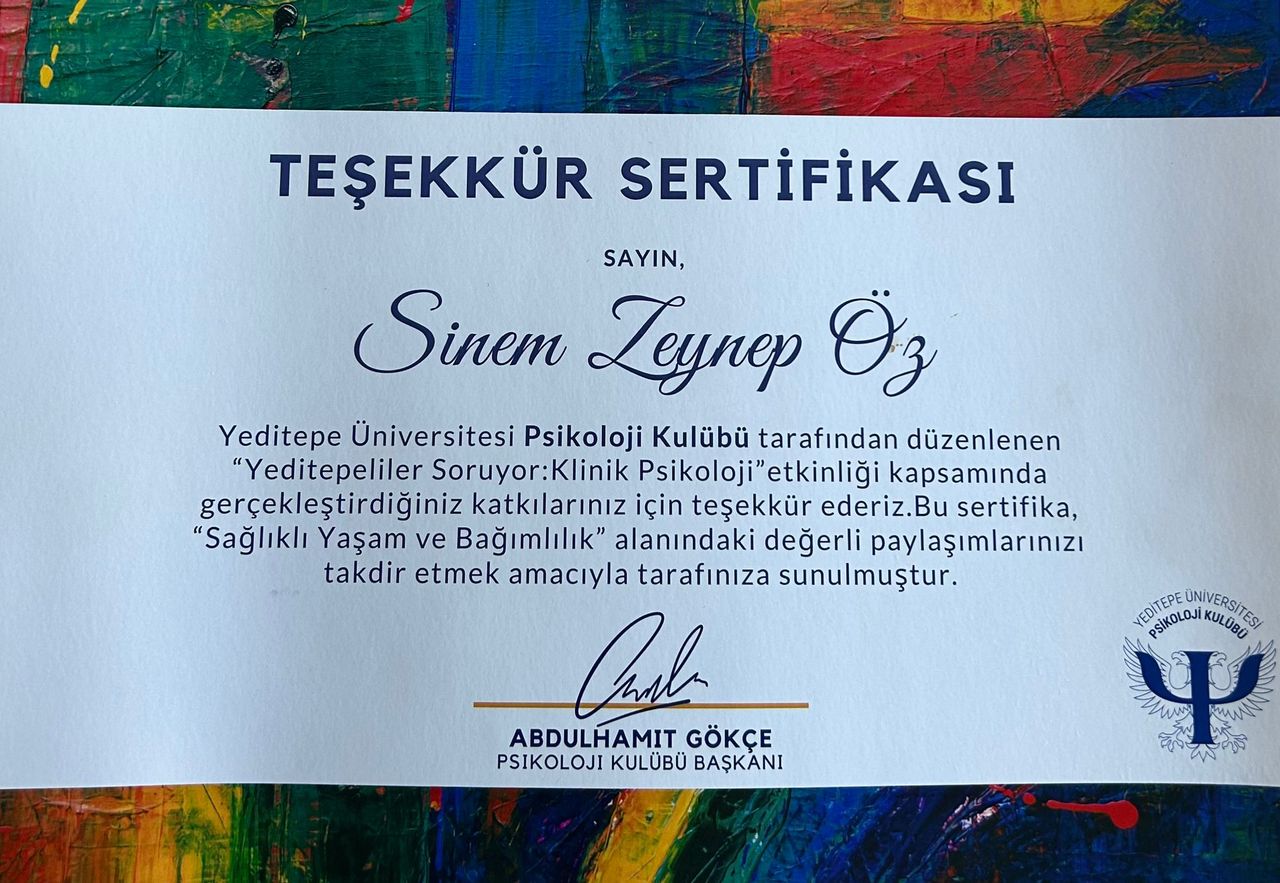 TEŞEKKÜR SERTİFİKASI
SAYIN,
Sinem Zeynep Öz
Yeditepe Üniversitesi Psikoloji Kulübü tarafından düzenlenen
“Yeditepeliler Soruyor:Klinik Psikoloji”etkinliği kapsamında
gerçekleştirdiğiniz katkılarınız için teşekkür ederiz.Bu sertifika,
“Sağlıklı Yaşam ve Bağımlılık” alanındaki değerli paylaşımlarınızı
takdir etmek amacıyla tarafınıza sunulmuştur.
ABDULHAMIT GÖKÇE
PSIKOLOJI KULÜBÜ BAŞKANI
YEDİTEPE ÜNİVERSİTESİ
PSİKOLOJİ KULÜBÜ